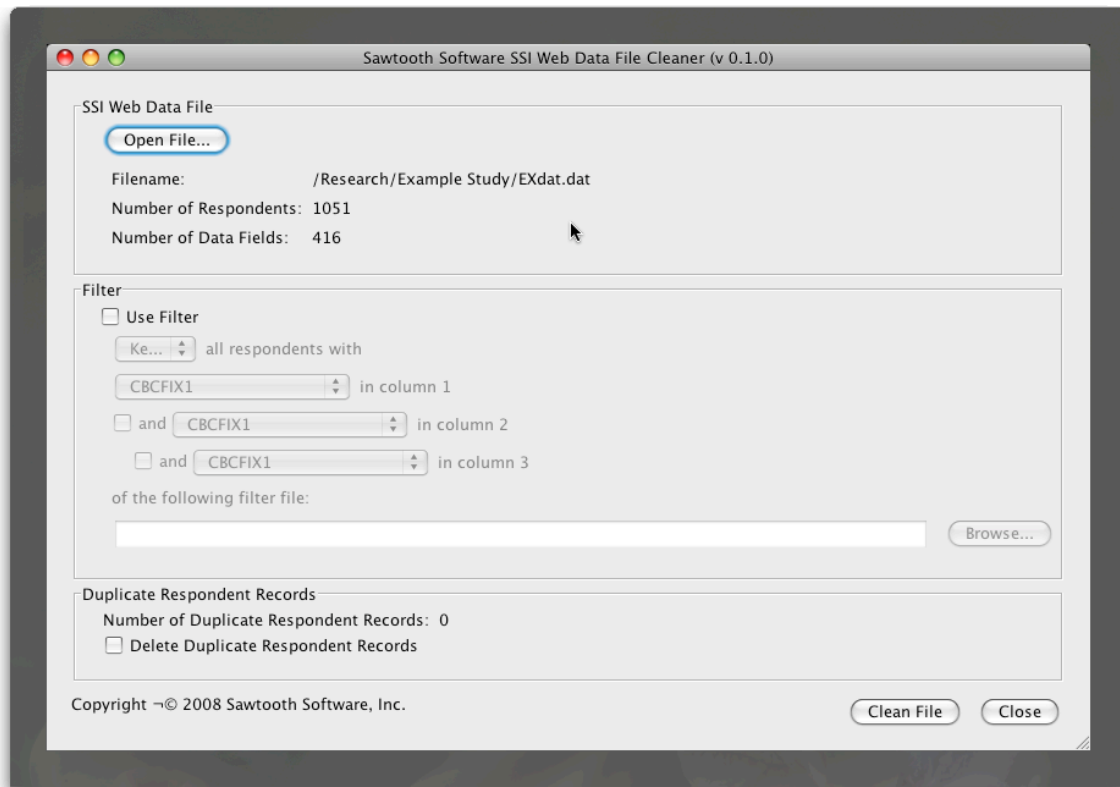 Sawtooth Software SSI Web Data File Cleaner (v 0.1.0)
SSI Web Data File
Open File...
Filename: /Research/Example Study/EXdat.dat
Number of Respondents: 1051
Number of Data Fields: 416
Filter
Use Filter
Ke... all respondents with
CBCFIX1 in column 1
and CBCFIX1 in column 2
and CBCFIX1 in column 3
of the following filter file:
Browse...
Duplicate Respondent Records
Number of Duplicate Respondent Records: 0
Delete Duplicate Respondent Records
Copyright ¬© 2008 Sawtooth Software, Inc.
Clean File Close